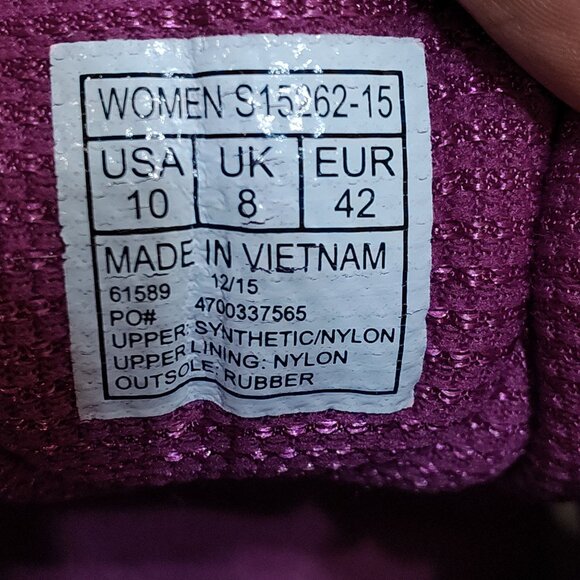 WOMEN S15262-15
USA UK EUR
10 8 42
MADE IN VIETNAM
61589 12/15
PO# 4700337565
UPPER: SYNTHETIC/NYLON
UPPER LINING: NYLON
OUTSOLE: RUBBER